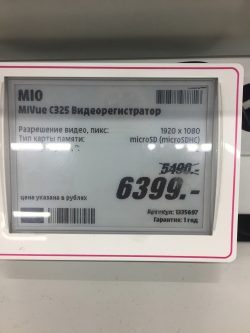 MIO
MiVue C325 Видеорегистратор
Разрешение видео, пикс: 1920 x 1080
Тип карты памяти: microSD (microSDHC)
5490.-
6399.-
цена указана в рублях
Артикул: 1335697
Гарантия: 1 год